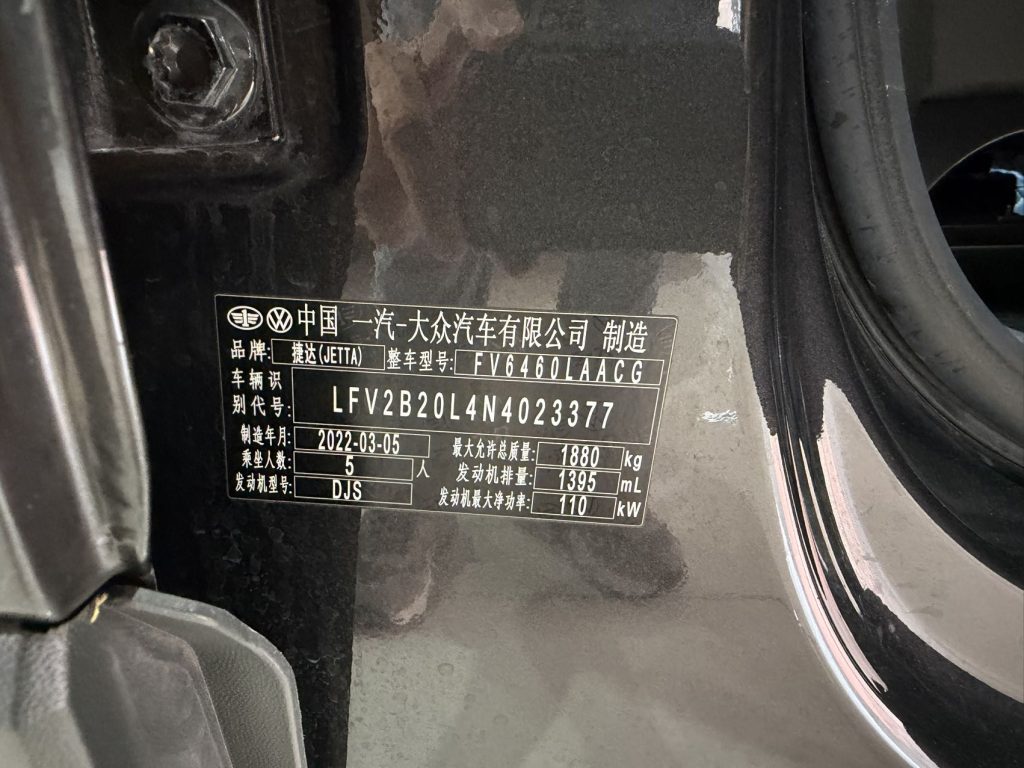 中国 一汽-大众汽车有限公司 制造
品牌: 捷达(JETTA) 整车型号: FV6460LAACG
车辆识别代号: LFV2B20L4N4023377
制造年月: 2022-03-05 最大允许总质量: 1880 kg
乘坐人数: 5 人 发动机排量: 1395 mL
发动机型号: DJS 发动机最大净功率: 110 kW